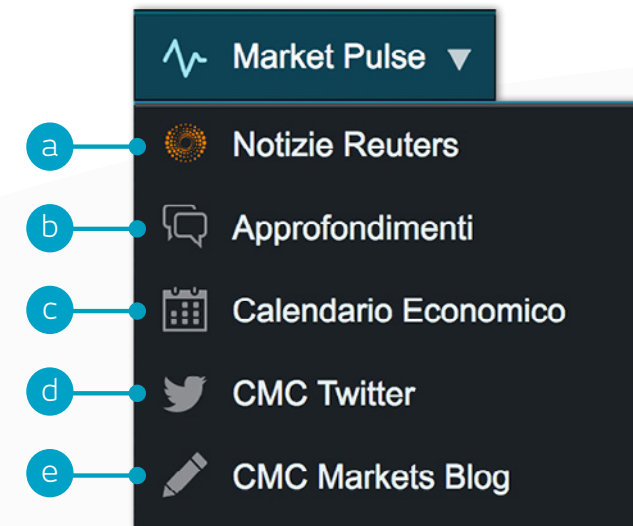 Market Pulse
a Notizie Reuters
b Approfondimenti
c Calendario Economico
d CMC Twitter
e CMC Markets Blog